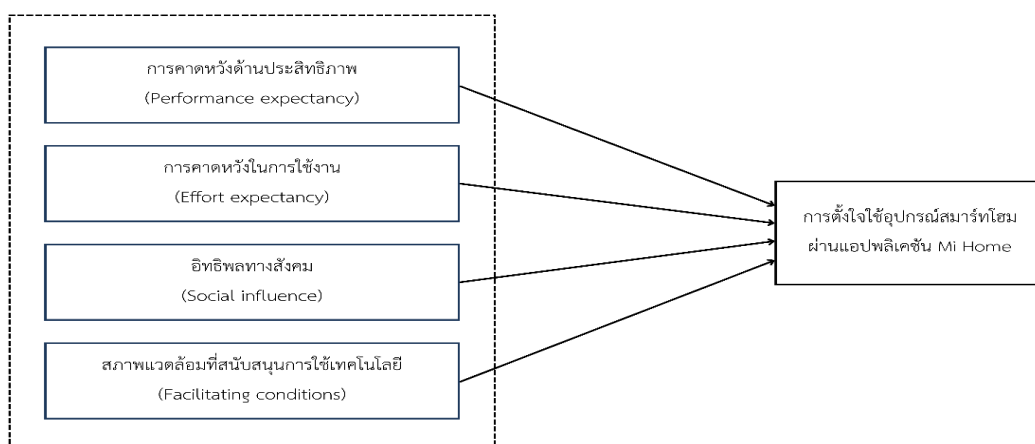 การคาดหวังด้านประสิทธิภาพ
(Performance expectancy)
การคาดหวังในการใช้งาน
(Effort expectancy)
อิทธิพลทางสังคม
(Social influence)
สภาพแวดล้อมที่สนับสนุนการใช้เทคโนโลยี
(Facilitating conditions)
การตั้งใจใช้อุปกรณ์สมาร์ทโฮม
ผ่านแอปพลิเคชัน Mi Home